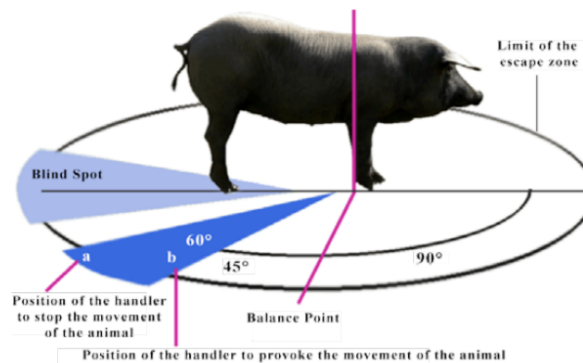 Limit of the
escape zone
Blind Spot
60°
a
b
45°
90°
Position of the handler
to stop the movement
of the animal
Balance Point
Position of the handler to provoke the movement of the animal